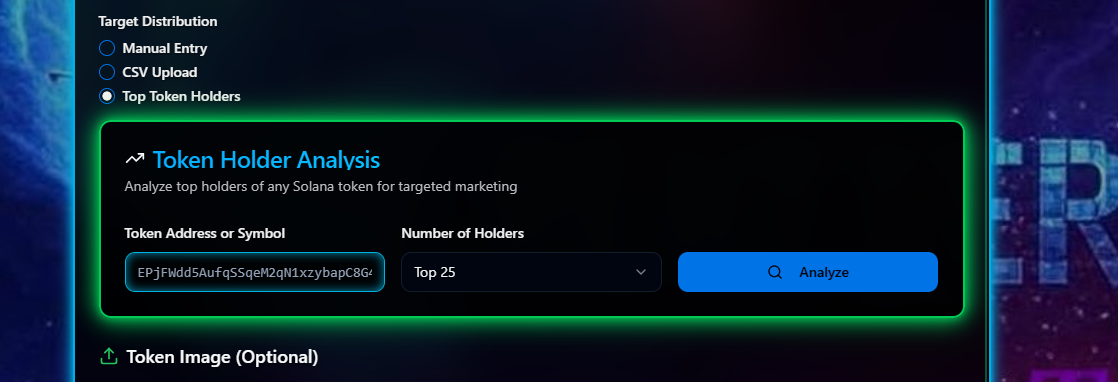 Target Distribution
Manual Entry
CSV Upload
Top Token Holders
Token Holder Analysis
Analyze top holders of any Solana token for targeted marketing
Token Address or Symbol
Number of Holders
EPjFWdd5AufqSSqeM2qN1xzybapC8G4
Top 25
Analyze
Token Image (Optional)
ER